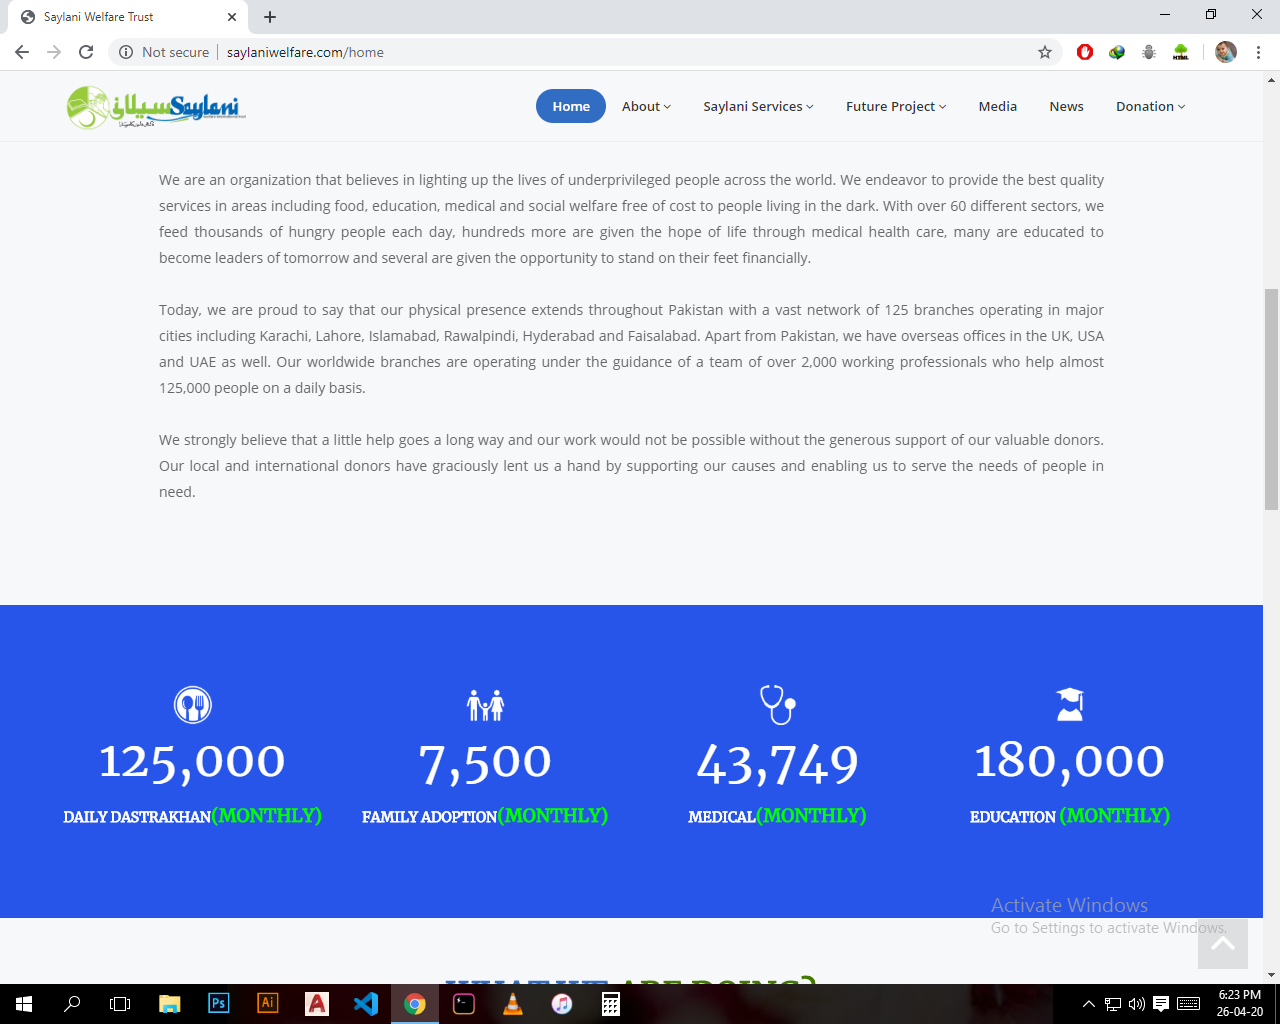 Saylani Welfare Trust
Not secure
saylaniwelfare.com/home
HTML
سیلانی Saylani
Home
About
Saylani Services
Future Project
Media
News
Donation
We are an organization that believes in lighting up the lives of underprivileged people across the world. We endeavor to provide the best quality
services in areas including food, education, medical and social welfare free of cost to people living in the dark. With over 60 different sectors, we
feed thousands of hungry people each day, hundreds more are given the hope of life through medical health care, many are educated to
become leaders of tomorrow and several are given the opportunity to stand on their feet financially.
Today, we are proud to say that our physical presence extends throughout Pakistan with a vast network of 125 branches operating in major
cities including Karachi, Lahore, Islamabad, Rawalpindi, Hyderabad and Faisalabad. Apart from Pakistan, we have overseas offices in the UK, USA
and UAE as well. Our worldwide branches are operating under the guidance of a team of over 2,000 working professionals who help almost
125,000 people on a daily basis.
We strongly believe that a little help goes a long way and our work would not be possible without the generous support of our valuable donors.
Our local and international donors have graciously lent us a hand by supporting our causes and enabling us to serve the needs of people in
need.
125,000
DAILY DASTRAKHAN(MONTHLY)
7,500
FAMILY ADOPTION(MONTHLY)
43,749
MEDICAL(MONTHLY)
180,000
EDUCATION (MONTHLY)
Activate Windows
Go to Settings to activate Windows.
WHAT WE ARE DOING?
Ps
Ai
A
6:23 PM
26-04-20